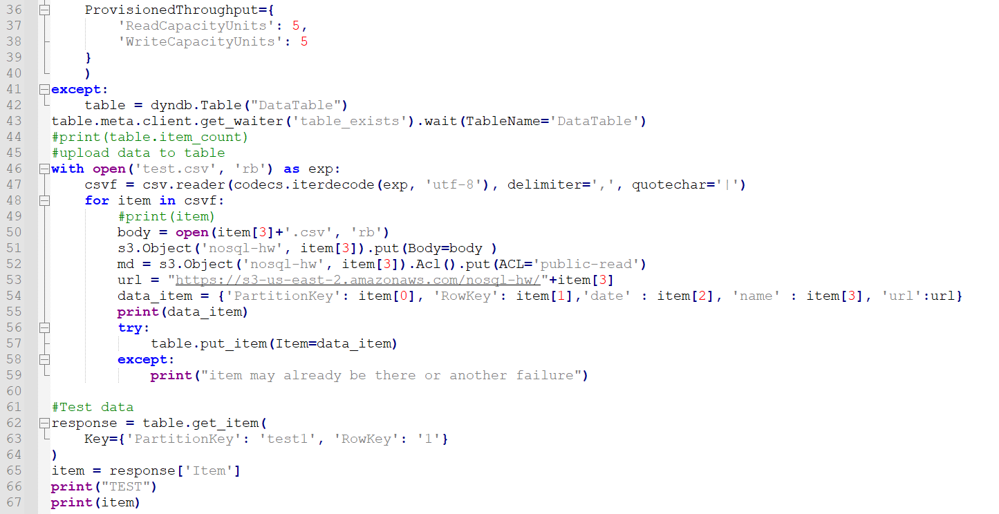 36 ProvisionedThroughput={
37 'ReadCapacityUnits': 5,
38 'WriteCapacityUnits': 5
39 }
40 )
41 except:
42 table = dyndb.Table("DataTable")
43 table.meta.client.get_waiter('table_exists').wait(TableName='DataTable')
44 #print(table.item_count)
45 #upload data to table
46 with open('test.csv', 'rb') as exp:
47 csvf = csv.reader(codecs.iterdecode(exp, 'utf-8'), delimiter=',', quotechar='|')
48 for item in csvf:
49 #print(item)
50 body = open(item[3]+'.csv', 'rb')
51 s3.Object('nosql-hw', item[3]).put(Body=body )
52 md = s3.Object('nosql-hw', item[3]).Acl().put(ACL='public-read')
53 url = "https://s3-us-east-2.amazonaws.com/nosql-hw/"+item[3]
54 data_item = {'PartitionKey': item[0], 'RowKey': item[1],'date' : item[2], 'name' : item[3], 'url':url}
55 print(data_item)
56 try:
57 table.put_item(Item=data_item)
58 except:
59 print("item may already be there or another failure")
60
61 #Test data
62 response = table.get_item(
63 Key={'PartitionKey': 'test1', 'RowKey': '1'}
64 )
65 item = response['Item']
66 print("TEST")
67 print(item)